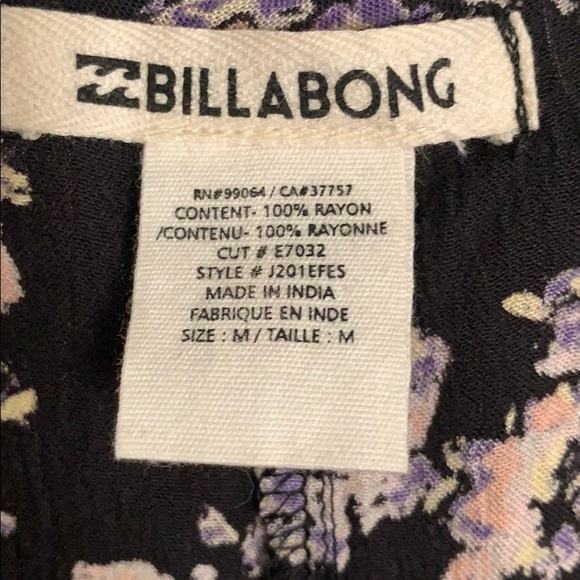 BILLABONG
RN#99064 / CA#37757
CONTENT- 100% RAYON
/CONTENU- 100% RAYONNE
CUT # E7032
STYLE # J201EFES
MADE IN INDIA
FABRIQUE EN INDE
SIZE : M / TAILLE : M